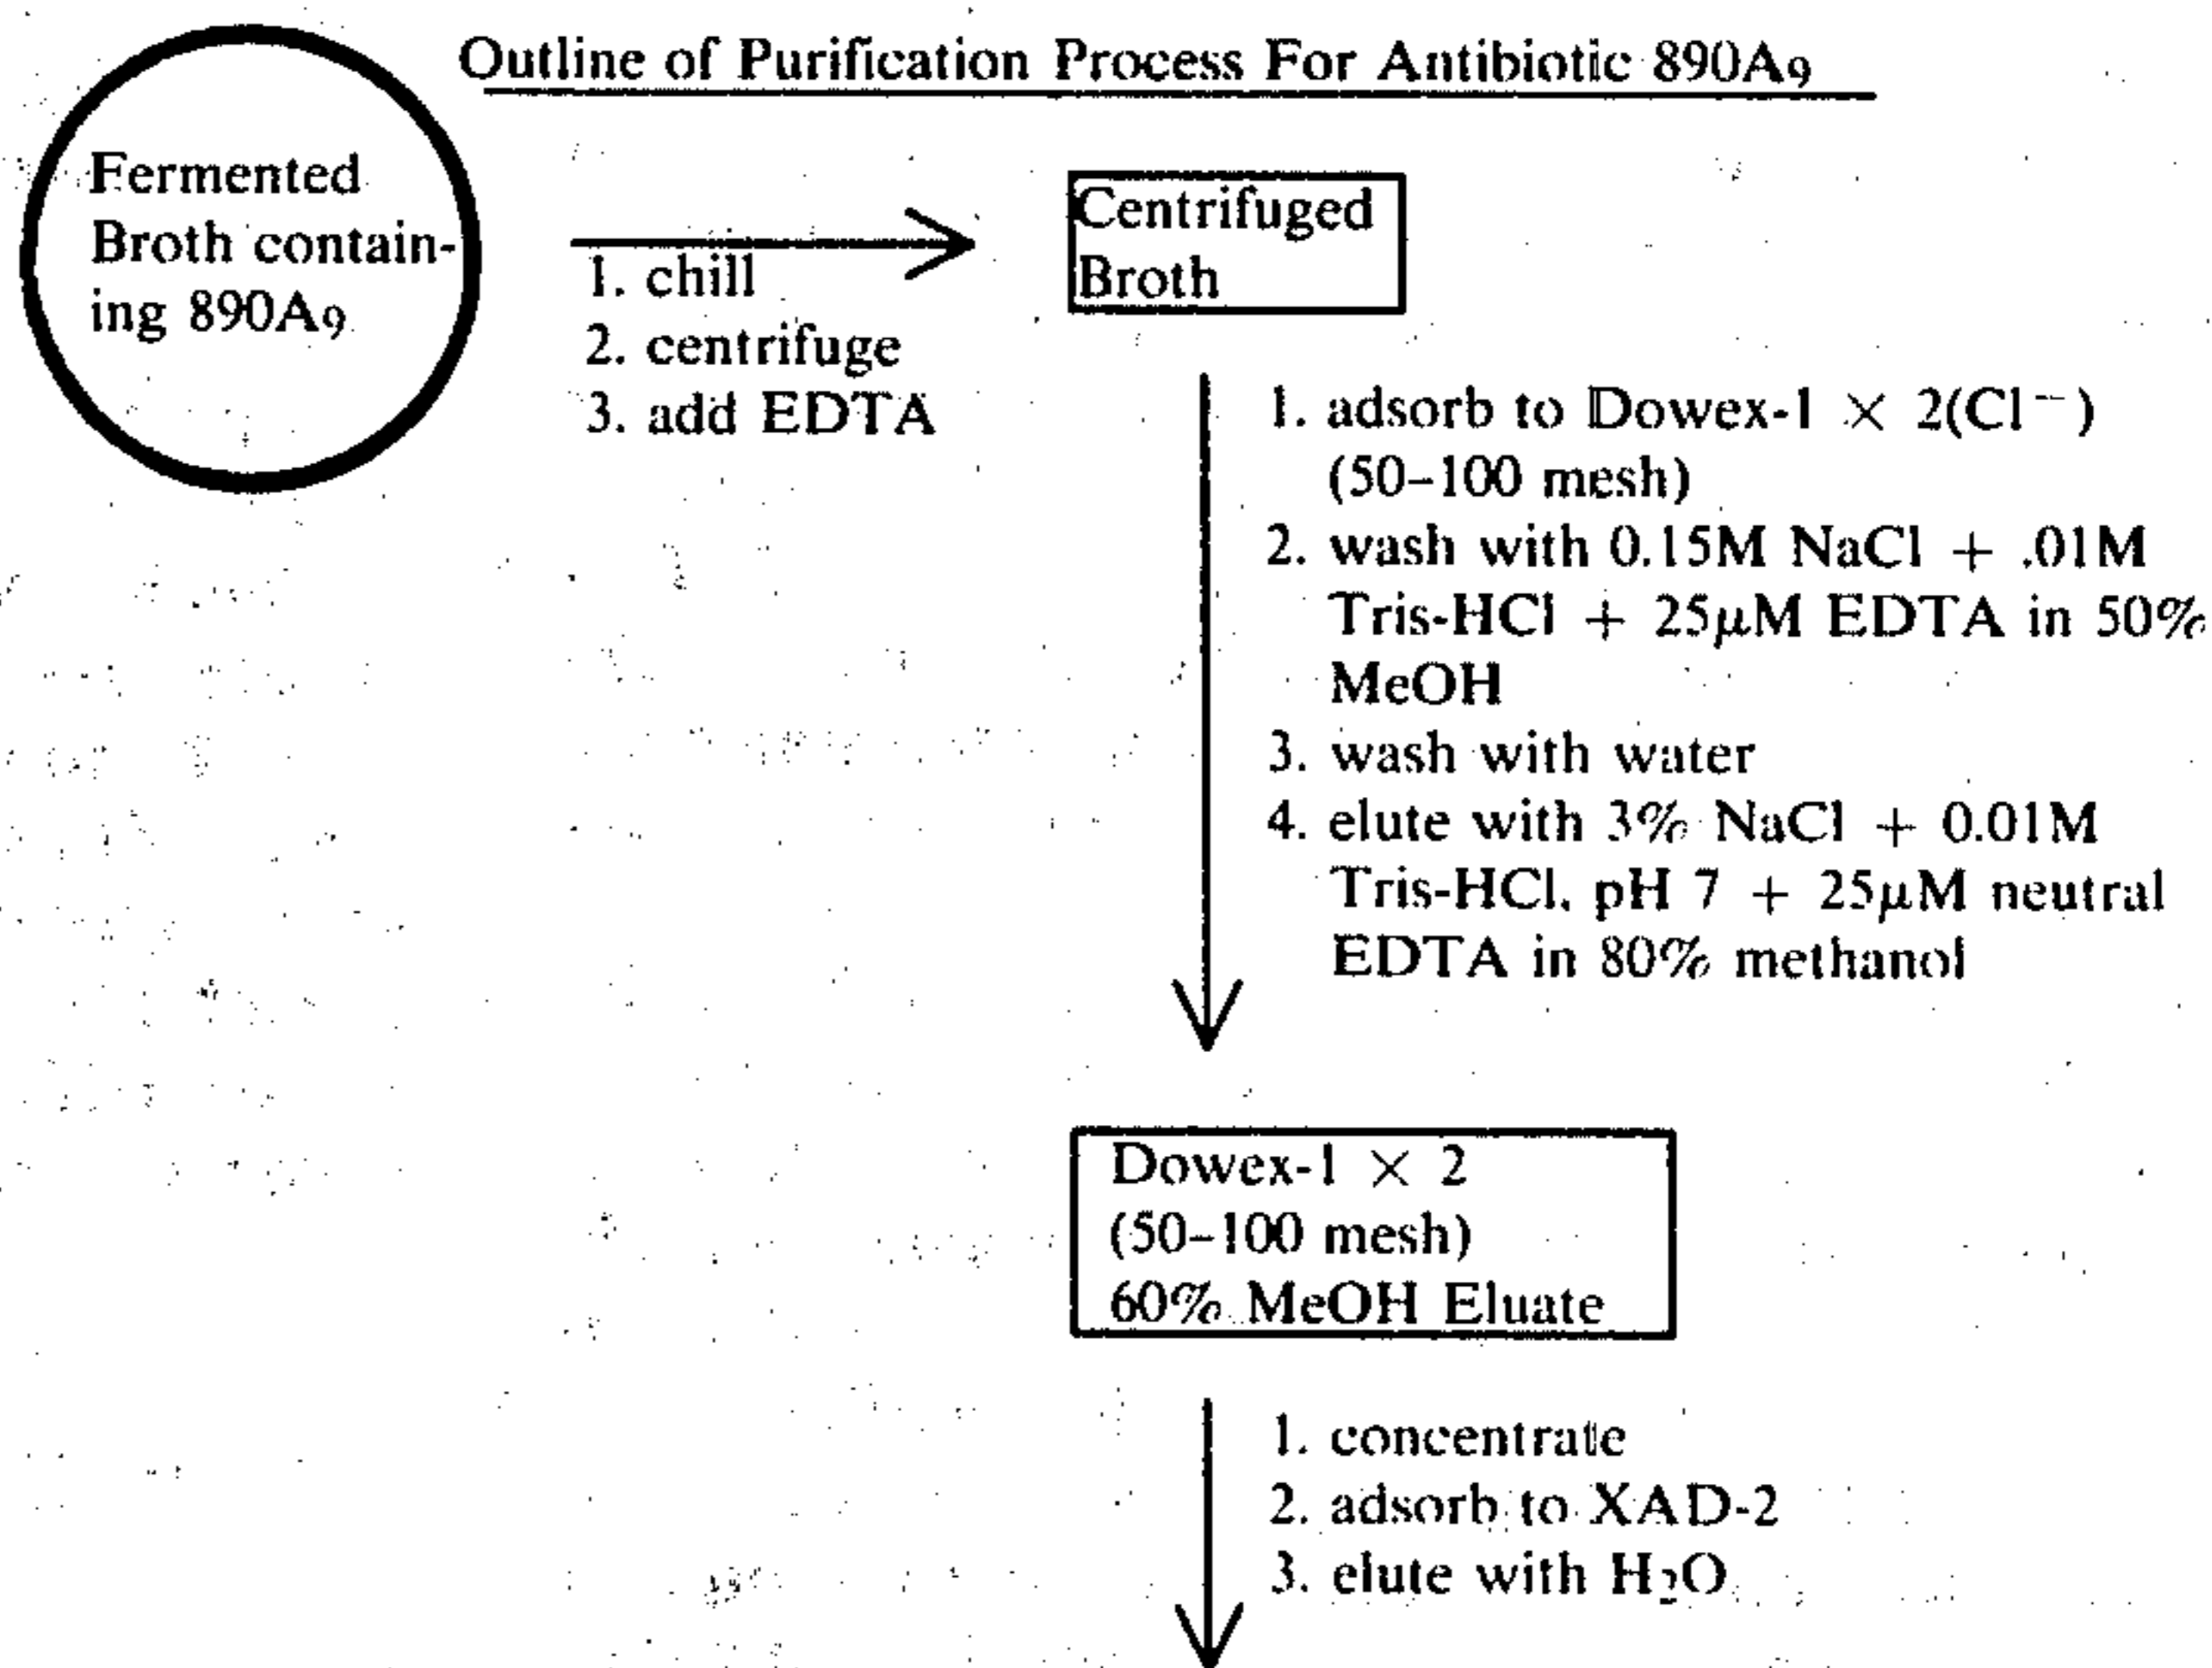 Outline of Purification Process For Antibiotic 890A9
Fermented
Broth contain-
ing 890A9
1. chill
2. centrifuge
3. add EDTA
Centrifuged
Broth
1. adsorb to Dowex-1 × 2(Cl⁻)
(50–100 mesh)
2. wash with 0.15M NaCl + .01M
Tris-HCl + 25μM EDTA in 50%
MeOH
3. wash with water
4. elute with 3% NaCl + 0.01M
Tris-HCl, pH 7 + 25μM neutral
EDTA in 80% methanol
Dowex-1 × 2
(50–100 mesh)
60% MeOH Eluate
1. concentrate
2. adsorb to XAD-2
3. elute with H₂O